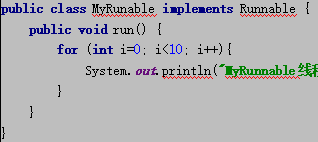 public class MyRunable implements Runnable {
public void run() {
for (int i=0; i<10; i++){
System.out.println("MyRunnable线程
}
}
}